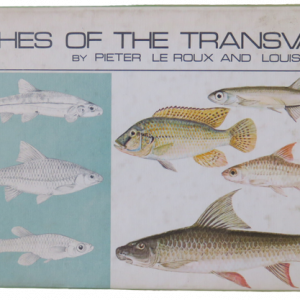 HES OF THE TRANSVA
BY PIETER LE ROUX AND LOUIS